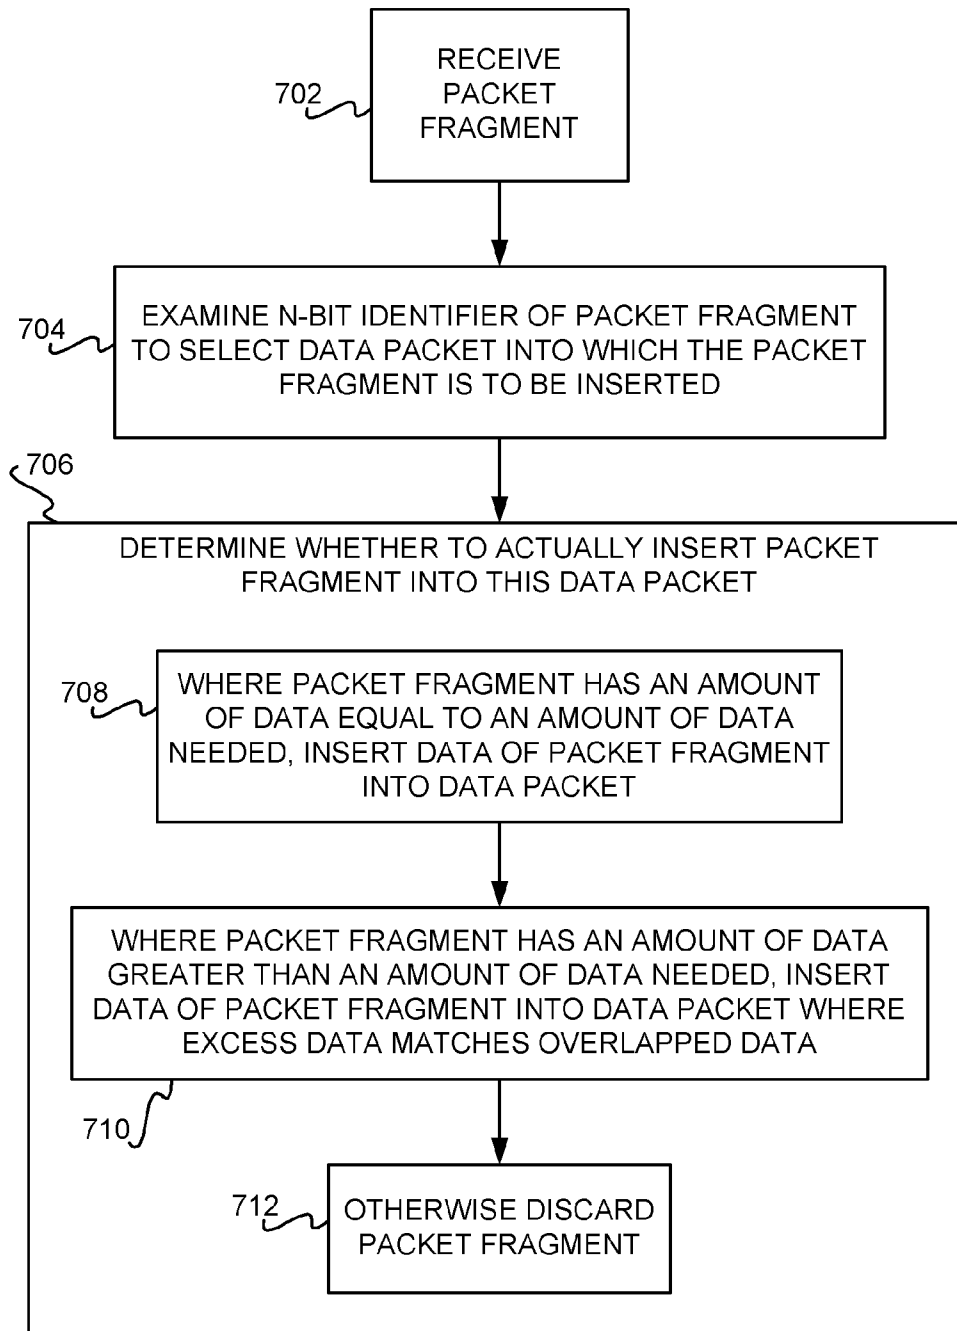 RECEIVE
PACKET
FRAGMENT
702
EXAMINE N-BIT IDENTIFIER OF PACKET FRAGMENT
TO SELECT DATA PACKET INTO WHICH THE PACKET
FRAGMENT IS TO BE INSERTED
704
706
DETERMINE WHETHER TO ACTUALLY INSERT PACKET
FRAGMENT INTO THIS DATA PACKET
708
WHERE PACKET FRAGMENT HAS AN AMOUNT
OF DATA EQUAL TO AN AMOUNT OF DATA
NEEDED, INSERT DATA OF PACKET FRAGMENT
INTO DATA PACKET
WHERE PACKET FRAGMENT HAS AN AMOUNT OF DATA
GREATER THAN AN AMOUNT OF DATA NEEDED, INSERT
DATA OF PACKET FRAGMENT INTO DATA PACKET WHERE
EXCESS DATA MATCHES OVERLAPPED DATA
710
712
OTHERWISE DISCARD
PACKET FRAGMENT